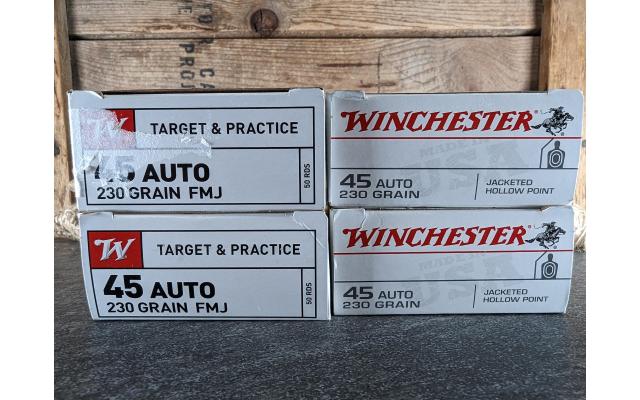 W TARGET & PRACTICE
45 AUTO
230 GRAIN FMJ
50 RDS
WINCHESTER
45 AUTO
230 GRAIN
JACKETED
HOLLOW POINT
W TARGET & PRACTICE
45 AUTO
230 GRAIN FMJ
50 RDS
WINCHESTER
45 AUTO
230 GRAIN
JACKETED
HOLLOW POINT